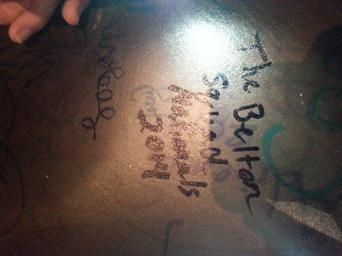 The Belton
Squad
Nationals
2014